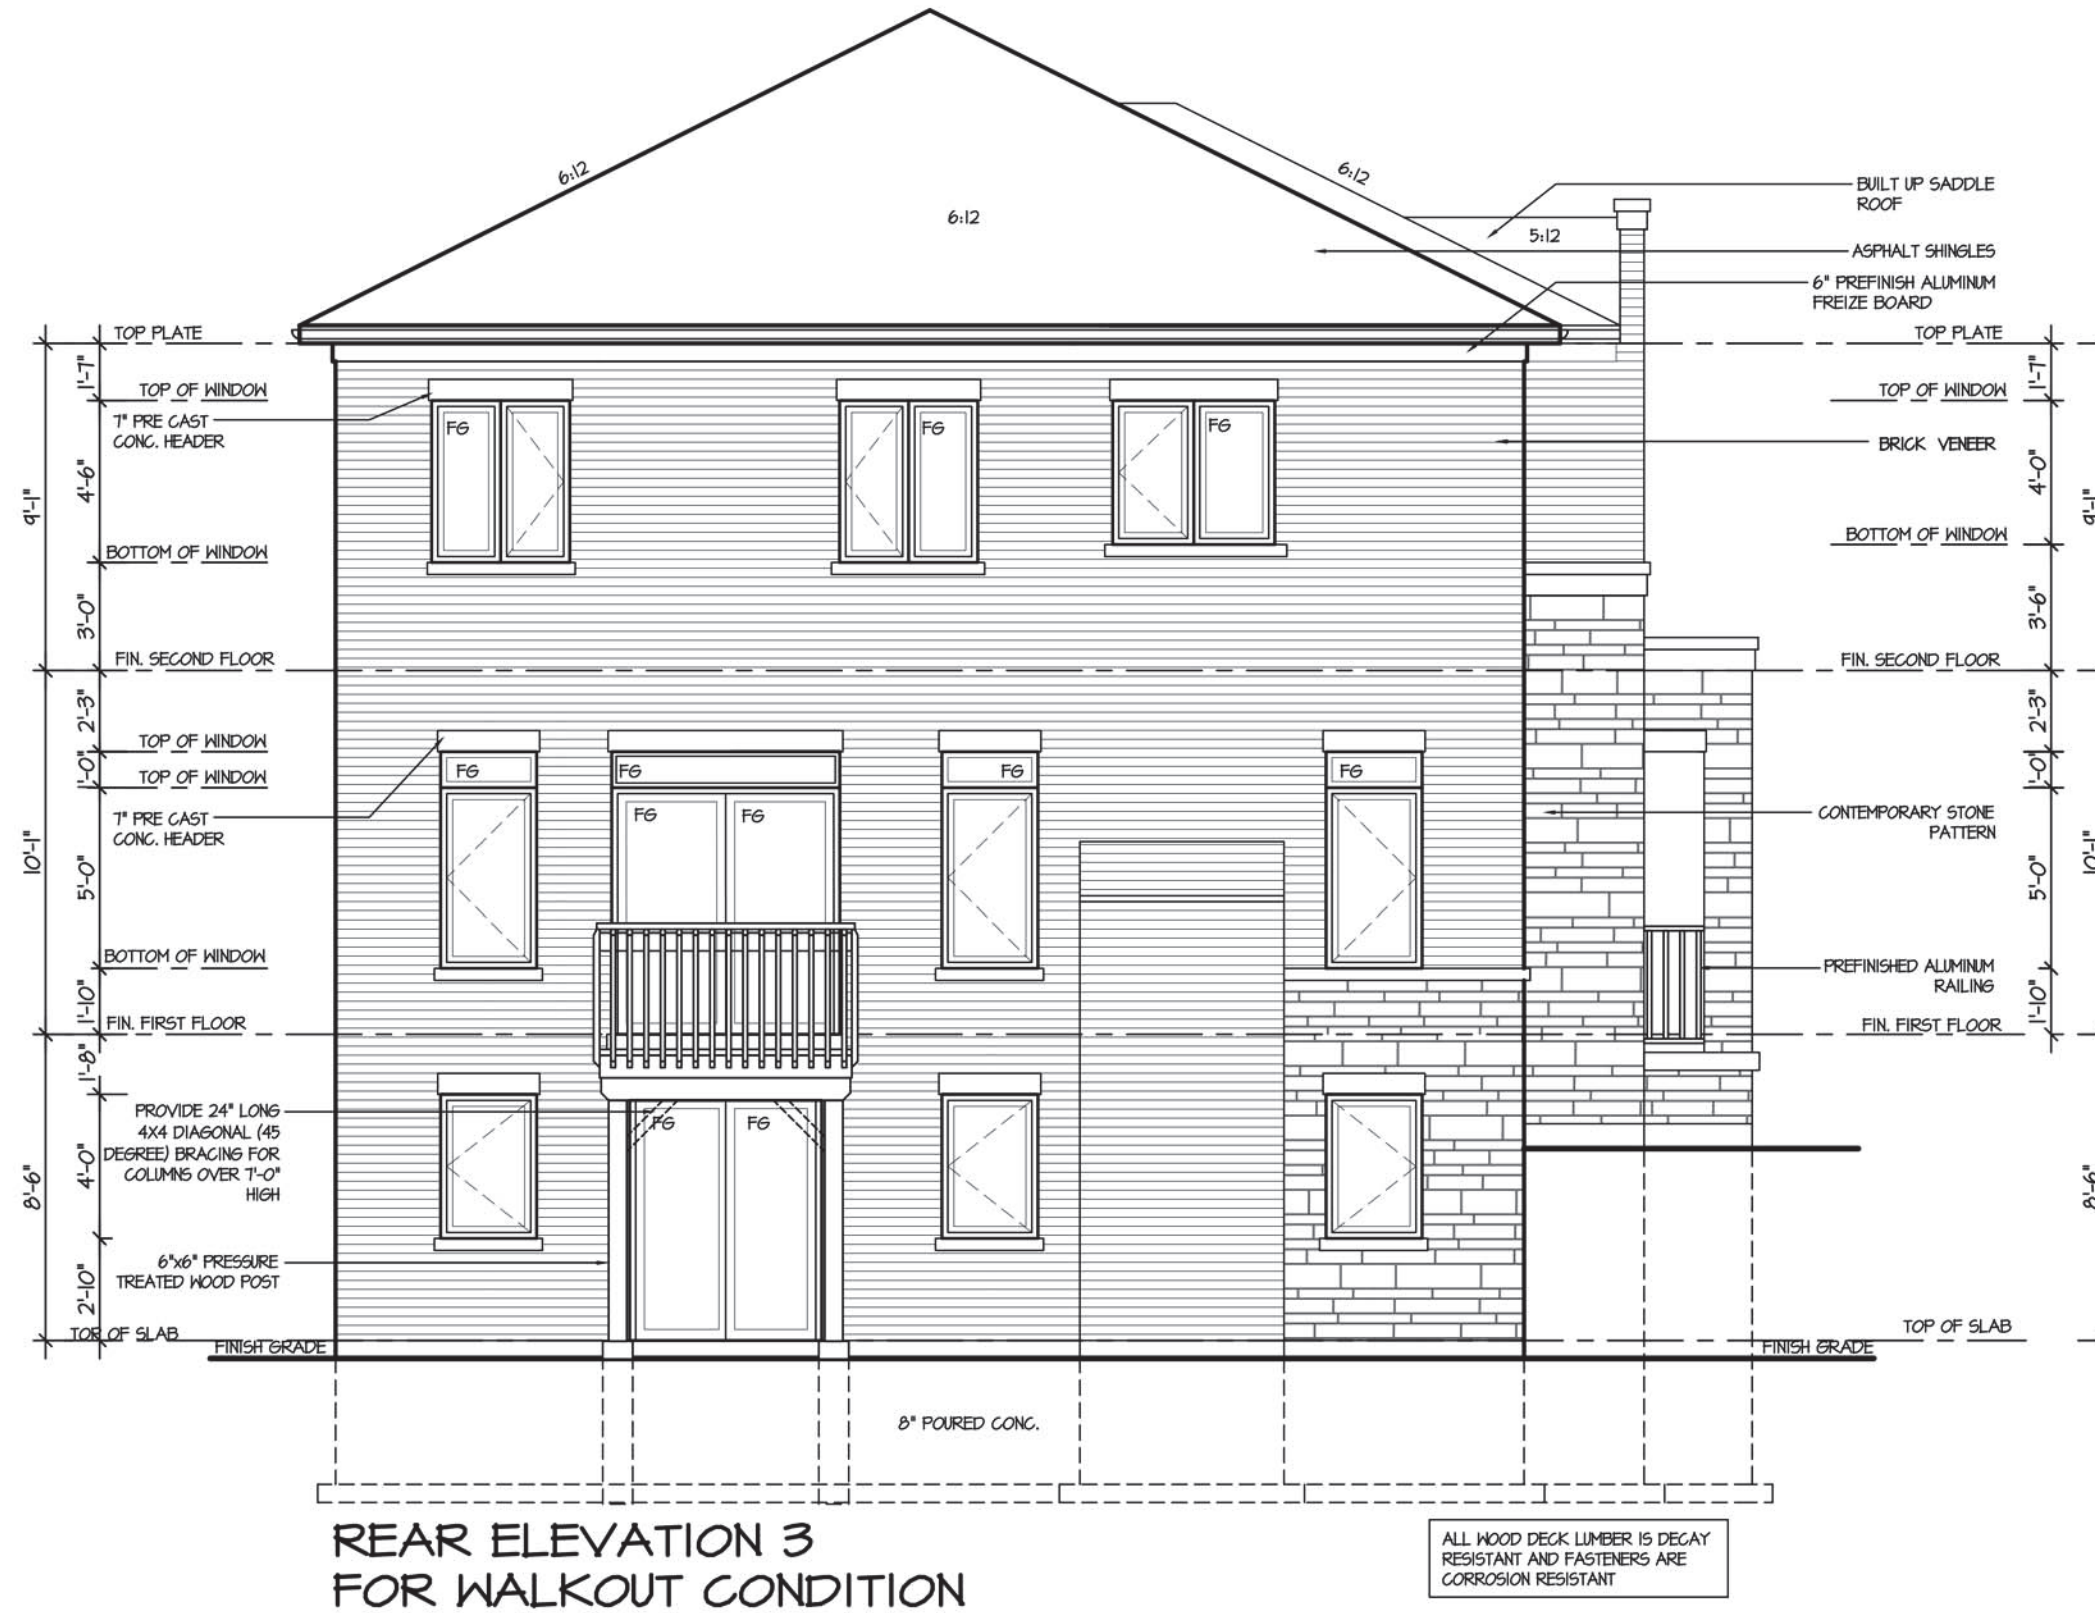 6:12
6:12
6:12
5:12
BUILT UP SADDLE
ROOF
ASPHALT SHINGLES
6" PREFINISH ALUMINUM
FREIZE BOARD
TOP PLATE
TOP PLATE
1'-7"
1'-7"
TOP OF WINDOW
TOP OF WINDOW
7" PRE CAST
CONC. HEADER
FG
FG
FG
BRICK VENEER
4'-6"
4'-0"
9'-1"
9'-1"
BOTTOM OF WINDOW
BOTTOM OF WINDOW
3'-0"
3'-6"
FIN. SECOND FLOOR
FIN. SECOND FLOOR
2'-3"
2'-3"
TOP OF WINDOW
1'-0"
1'-0"
TOP OF WINDOW
FG
FG
FG
FG
7" PRE CAST
CONC. HEADER
FG
FG
CONTEMPORARY STONE
PATTERN
10'-1"
10'-1"
5'-0"
5'-0"
BOTTOM OF WINDOW
PREFINISHED ALUMINUM
RAILING
1'-10"
1'-10"
FIN. FIRST FLOOR
FIN. FIRST FLOOR
1'-8"
PROVIDE 24" LONG
4X4 DIAGONAL (45
DEGREE) BRACING FOR
COLUMNS OVER 7'-0"
HIGH
FG
FG
4'-0"
8'-6"
8'-6"
6"x6" PRESSURE
TREATED WOOD POST
2'-10"
TOP OF SLAB
TOP OF SLAB
FINISH GRADE
FINISH GRADE
8" POURED CONC.
REAR ELEVATION 3
FOR WALKOUT CONDITION
ALL WOOD DECK LUMBER IS DECAY
RESISTANT AND FASTENERS ARE
CORROSION RESISTANT